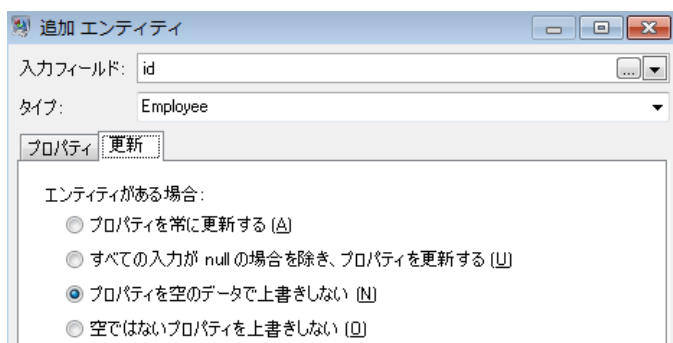 追加 エンティティ
入力フィールド: id ...
タイプ: Employee
プロパティ 更新
エンティティがある場合:
プロパティを常に更新する (A)
すべての入力が null の場合を除き、プロパティを更新する (U)
プロパティを空のデータで上書きしない (N)
空ではないプロパティを上書きしない (O)